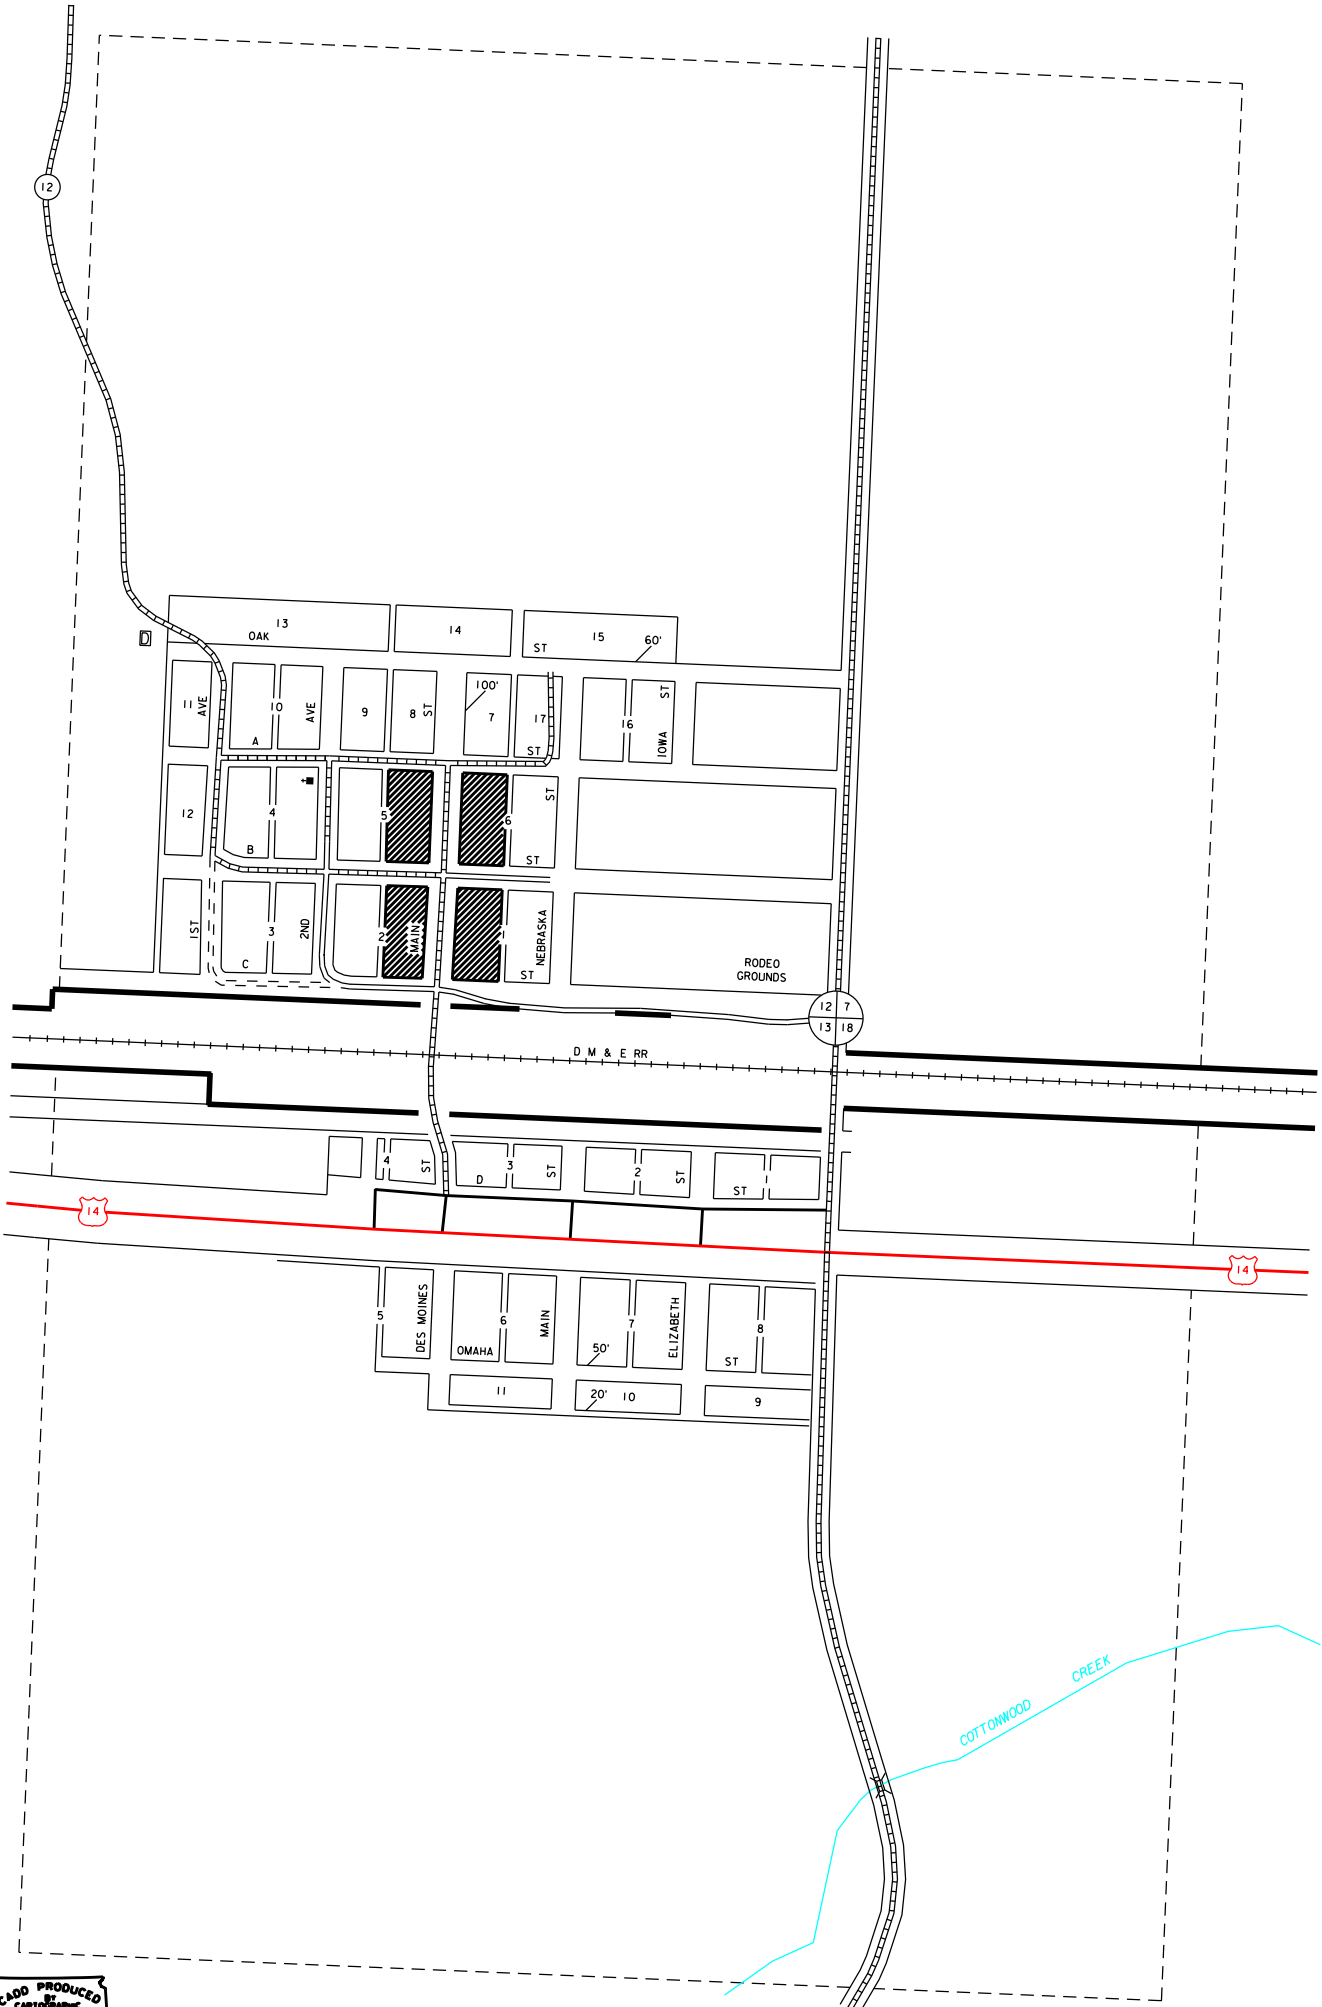 12
13
OAK
14
15
ST
60'
11
AVE
10
AVE
9
8
ST
100'
7
17
ST
16
IOWA
ST
A
12
4
B
5
6
ST
ST
1ST
3
2ND
C
2
MAIN
NEBRASKA
ST
RODEO
GROUNDS
12 7
13 18
D M & E RR
4
ST
3
D
ST
2
ST
ST
1
14
14
5
DES MOINES
6
OMAHA
MAIN
7
50'
ELIZABETH
8
ST
11
20'
10
9
COTTONWOOD CREEK
CADD PRODUCED
BY
CARTOGRAPHIC